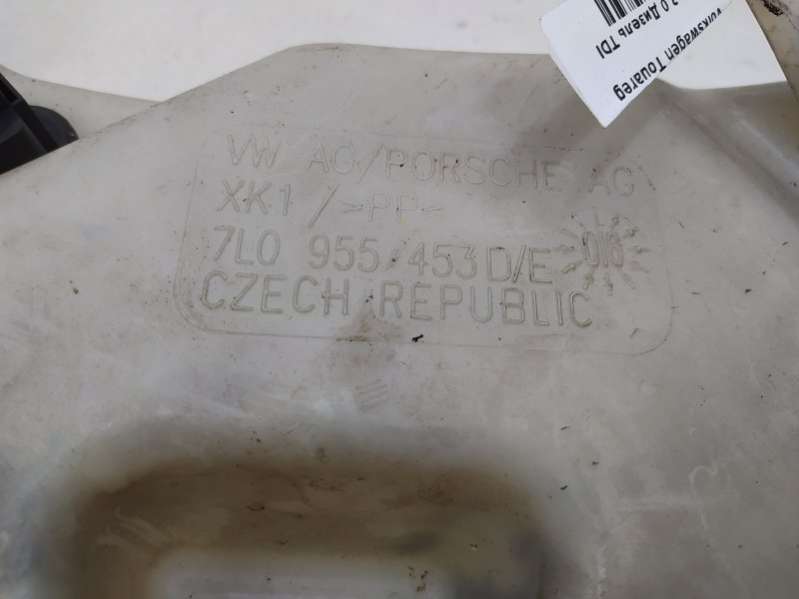 Volkswagen Touareg
3.0 Дизель TDI
VW AG/PORSCHE AG
XK1 / >PP<
7L0 955 453 D/E
CZECH REPUBLIC